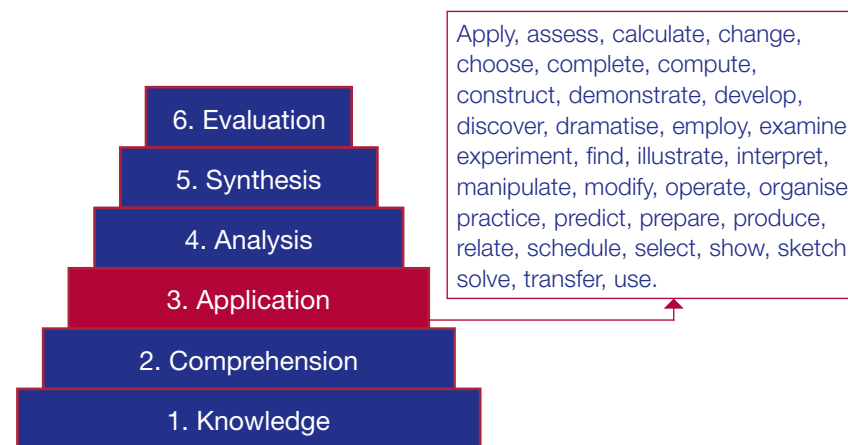 Apply, assess, calculate, change,
choose, complete, compute,
construct, demonstrate, develop,
discover, dramatise, employ, examine
experiment, find, illustrate, interpret,
manipulate, modify, operate, organise
practice, predict, prepare, produce,
relate, schedule, select, show, sketch
solve, transfer, use.
6. Evaluation
5. Synthesis
4. Analysis
3. Application
2. Comprehension
1. Knowledge